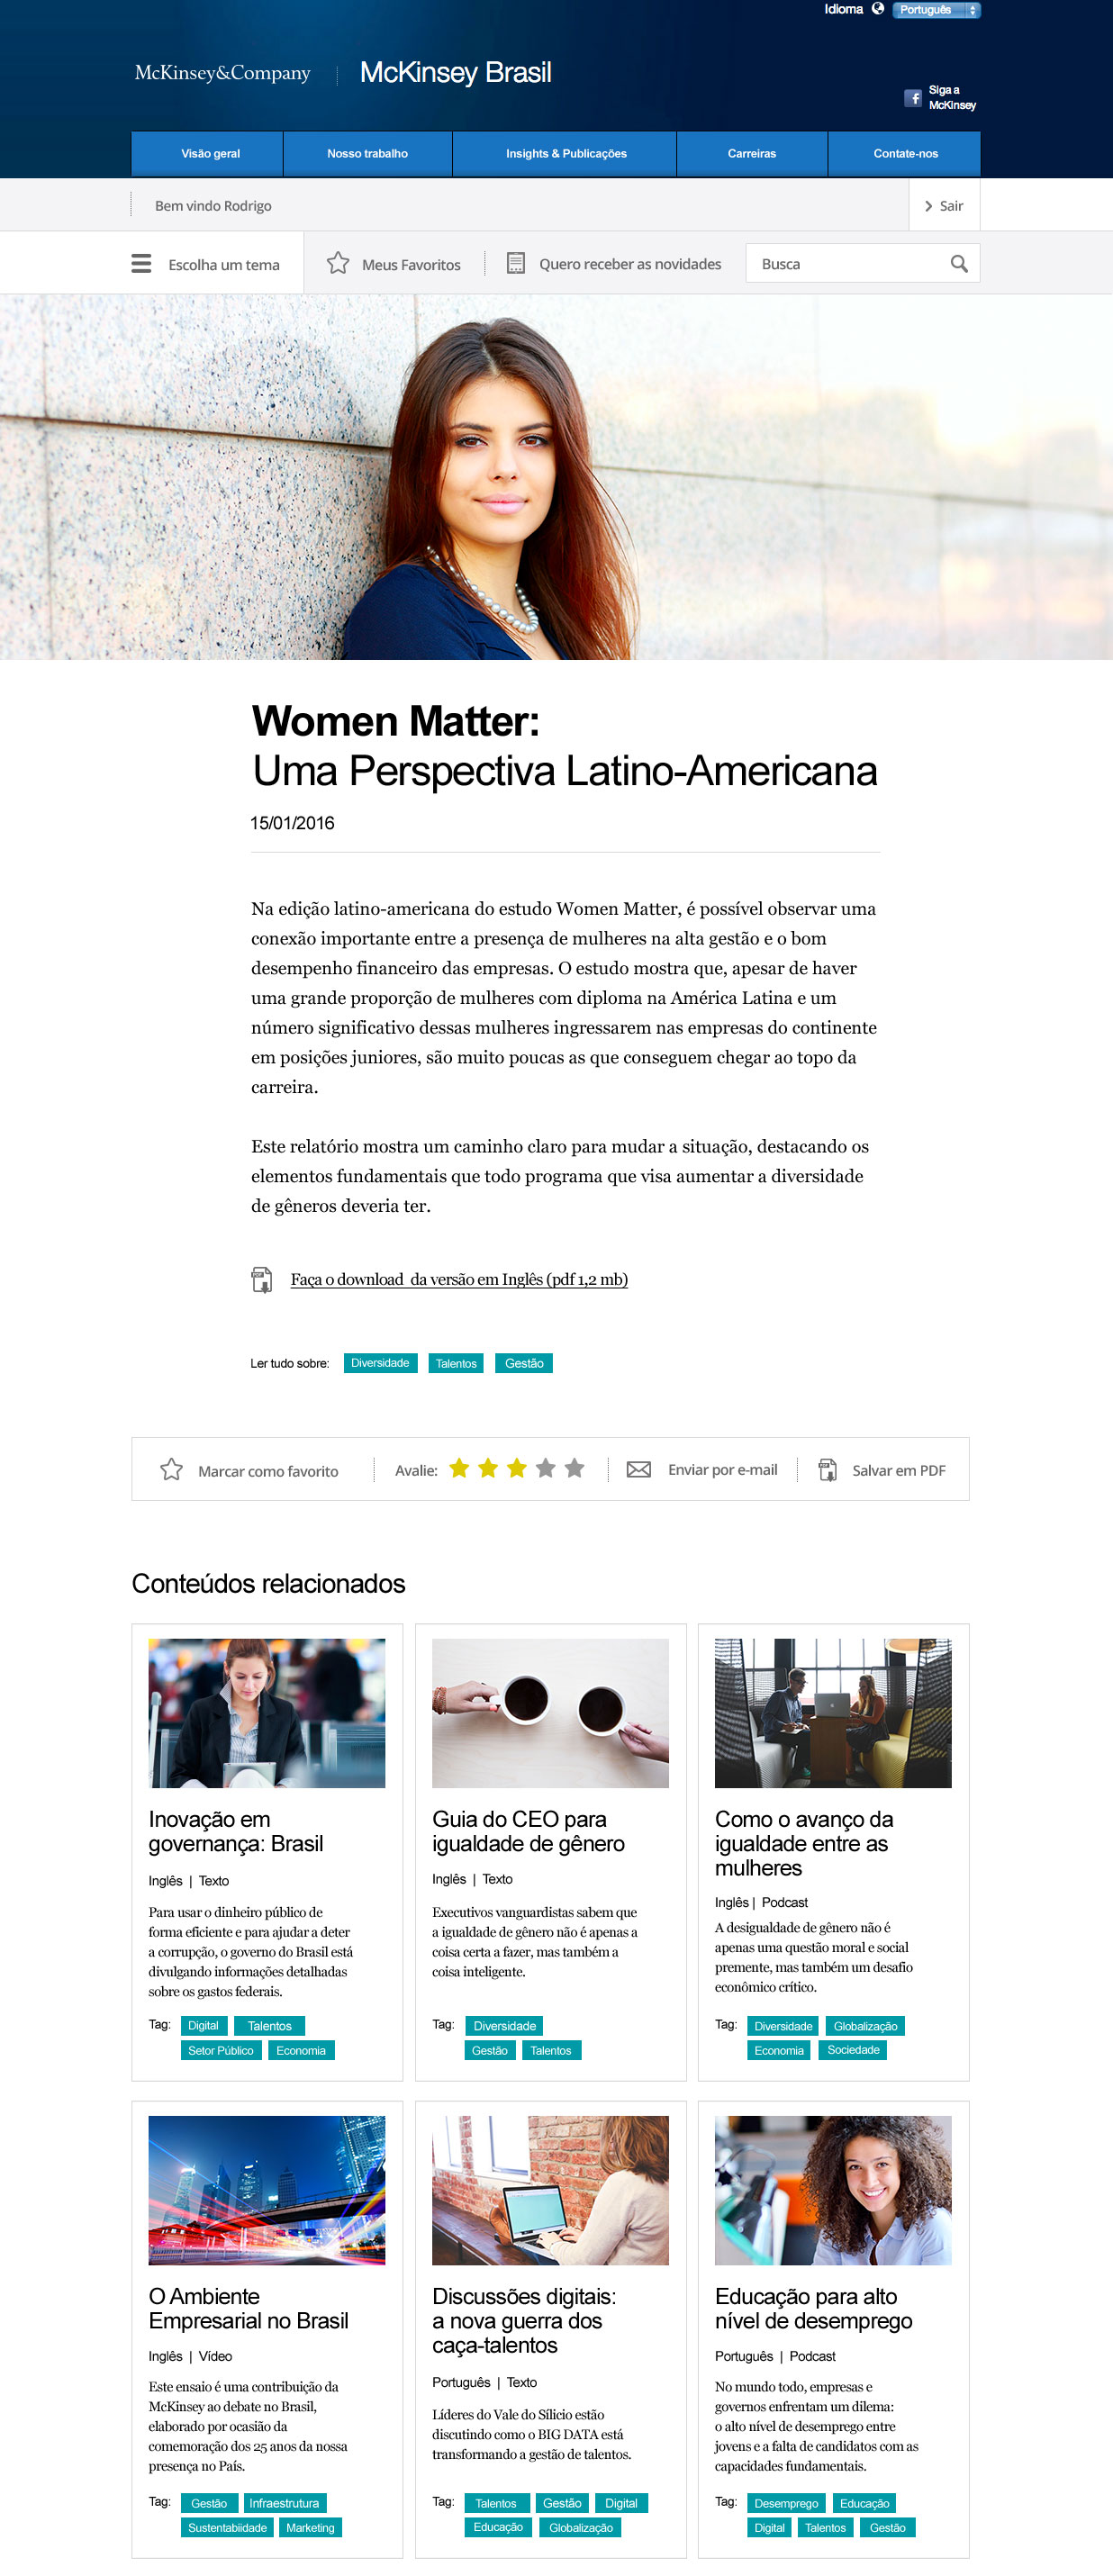 Idioma Português
McKinsey&Company McKinsey Brasil
Siga a
McKinsey
Visão geral Nosso trabalho Insights & Publicações Carreiras Contate-nos
Bem vindo Rodrigo Sair
Escolha um tema Meus Favoritos Quero receber as novidades Busca
Women Matter:
Uma Perspectiva Latino-Americana
15/01/2016
Na edição latino-americana do estudo Women Matter, é possível observar uma
conexão importante entre a presença de mulheres na alta gestão e o bom
desempenho financeiro das empresas. O estudo mostra que, apesar de haver
uma grande proporção de mulheres com diploma na América Latina e um
número significativo dessas mulheres ingressarem nas empresas do continente
em posições juniores, são muito poucas as que conseguem chegar ao topo da
carreira.
Este relatório mostra um caminho claro para mudar a situação, destacando os
elementos fundamentais que todo programa que visa aumentar a diversidade
de gêneros deveria ter.
Faça o download da versão em Inglês (pdf 1,2 mb)
Ler tudo sobre: Diversidade Talentos Gestão
Marcar como favorito Avalie: Enviar por e-mail Salvar em PDF
Conteúdos relacionados
Inovação em
governança: Brasil
Inglês | Texto
Para usar o dinheiro público de
forma eficiente e para ajudar a deter
a corrupção, o governo do Brasil está
divulgando informações detalhadas
sobre os gastos federais.
Tag: Digital Talentos
Setor Público Economia
Guia do CEO para
igualdade de gênero
Inglês | Texto
Executivos vanguardistas sabem que
a igualdade de gênero não é apenas a
coisa certa a fazer, mas também a
coisa inteligente.
Tag: Diversidade
Gestão Talentos
Como o avanço da
igualdade entre as
mulheres
Inglês | Podcast
A desigualdade de gênero não é
apenas uma questão moral e social
premente, mas também um desafio
econômico crítico.
Tag: Diversidade Globalização
Economia Sociedade
O Ambiente
Empresarial no Brasil
Inglês | Vídeo
Este ensaio é uma contribuição da
McKinsey ao debate no Brasil,
elaborado por ocasião da
comemoração dos 25 anos da nossa
presença no País.
Tag: Gestão Infraestrutura
Sustentabiidade Marketing
Discussões digitais:
a nova guerra dos
caça-talentos
Português | Texto
Líderes do Vale do Sílicio estão
discutindo como o BIG DATA está
transformando a gestão de talentos.
Tag: Talentos Gestão Digital
Educação Globalização
Educação para alto
nível de desemprego
Português | Podcast
No mundo todo, empresas e
governos enfrentam um dilema:
o alto nível de desemprego entre
jovens e a falta de candidatos com as
capacidades fundamentais.
Tag: Desemprego Educação
Digital Talentos Gestão